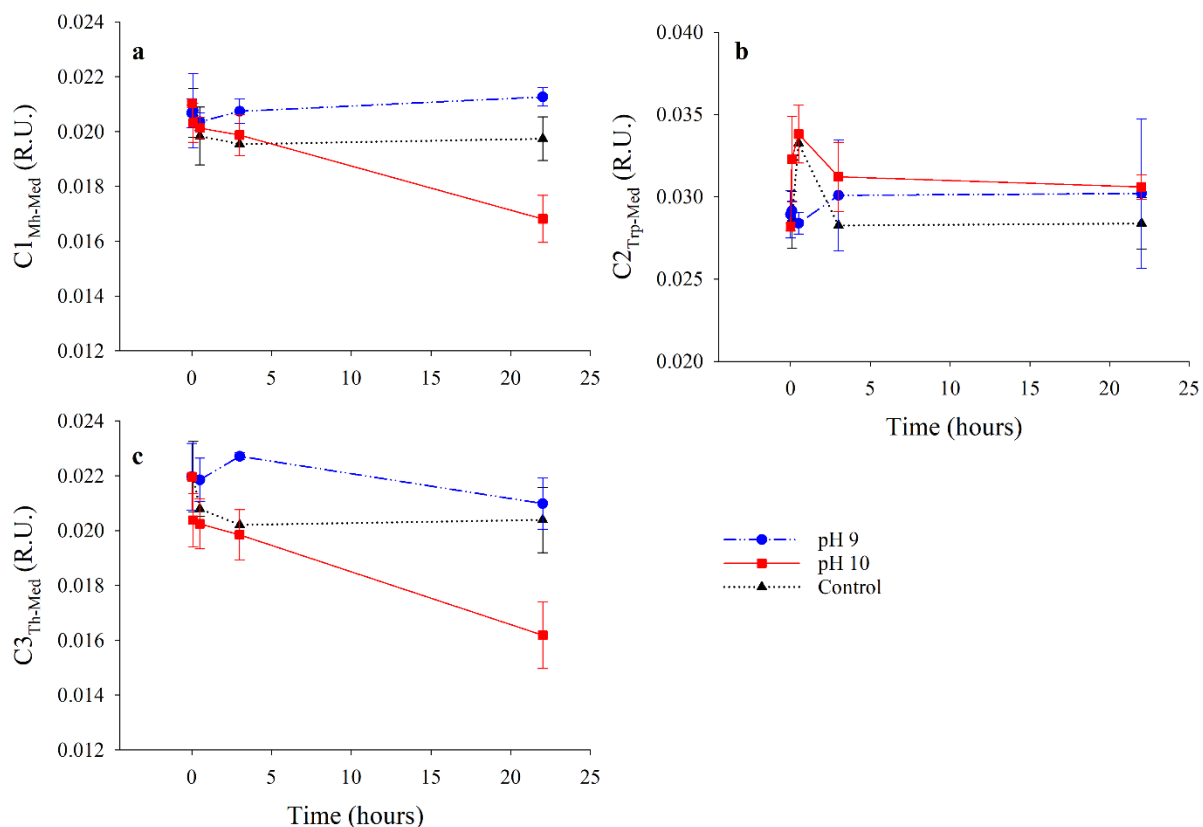 a
C1Mh-Med (R.U.)
0.024
0.022
0.020
0.018
0.016
0.014
0.012
0 5 10 15 20 25
b
C2Trp-Med (R.U.)
0.040
0.035
0.030
0.025
0.020
0 5 10 15 20 25
Time (hours)
c
C3Th-Med (R.U.)
0.024
0.022
0.020
0.018
0.016
0.014
0.012
0 5 10 15 20 25
Time (hours)
pH 9
pH 10
Control